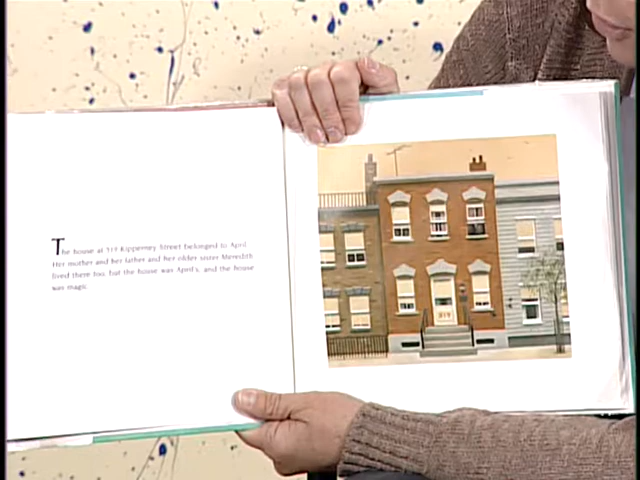 The house at 319 Kipperney Street belonged to April.
Her mother and her father and her older sister Meredith
lived there too, but the house was April's, and the house
was magic.
319